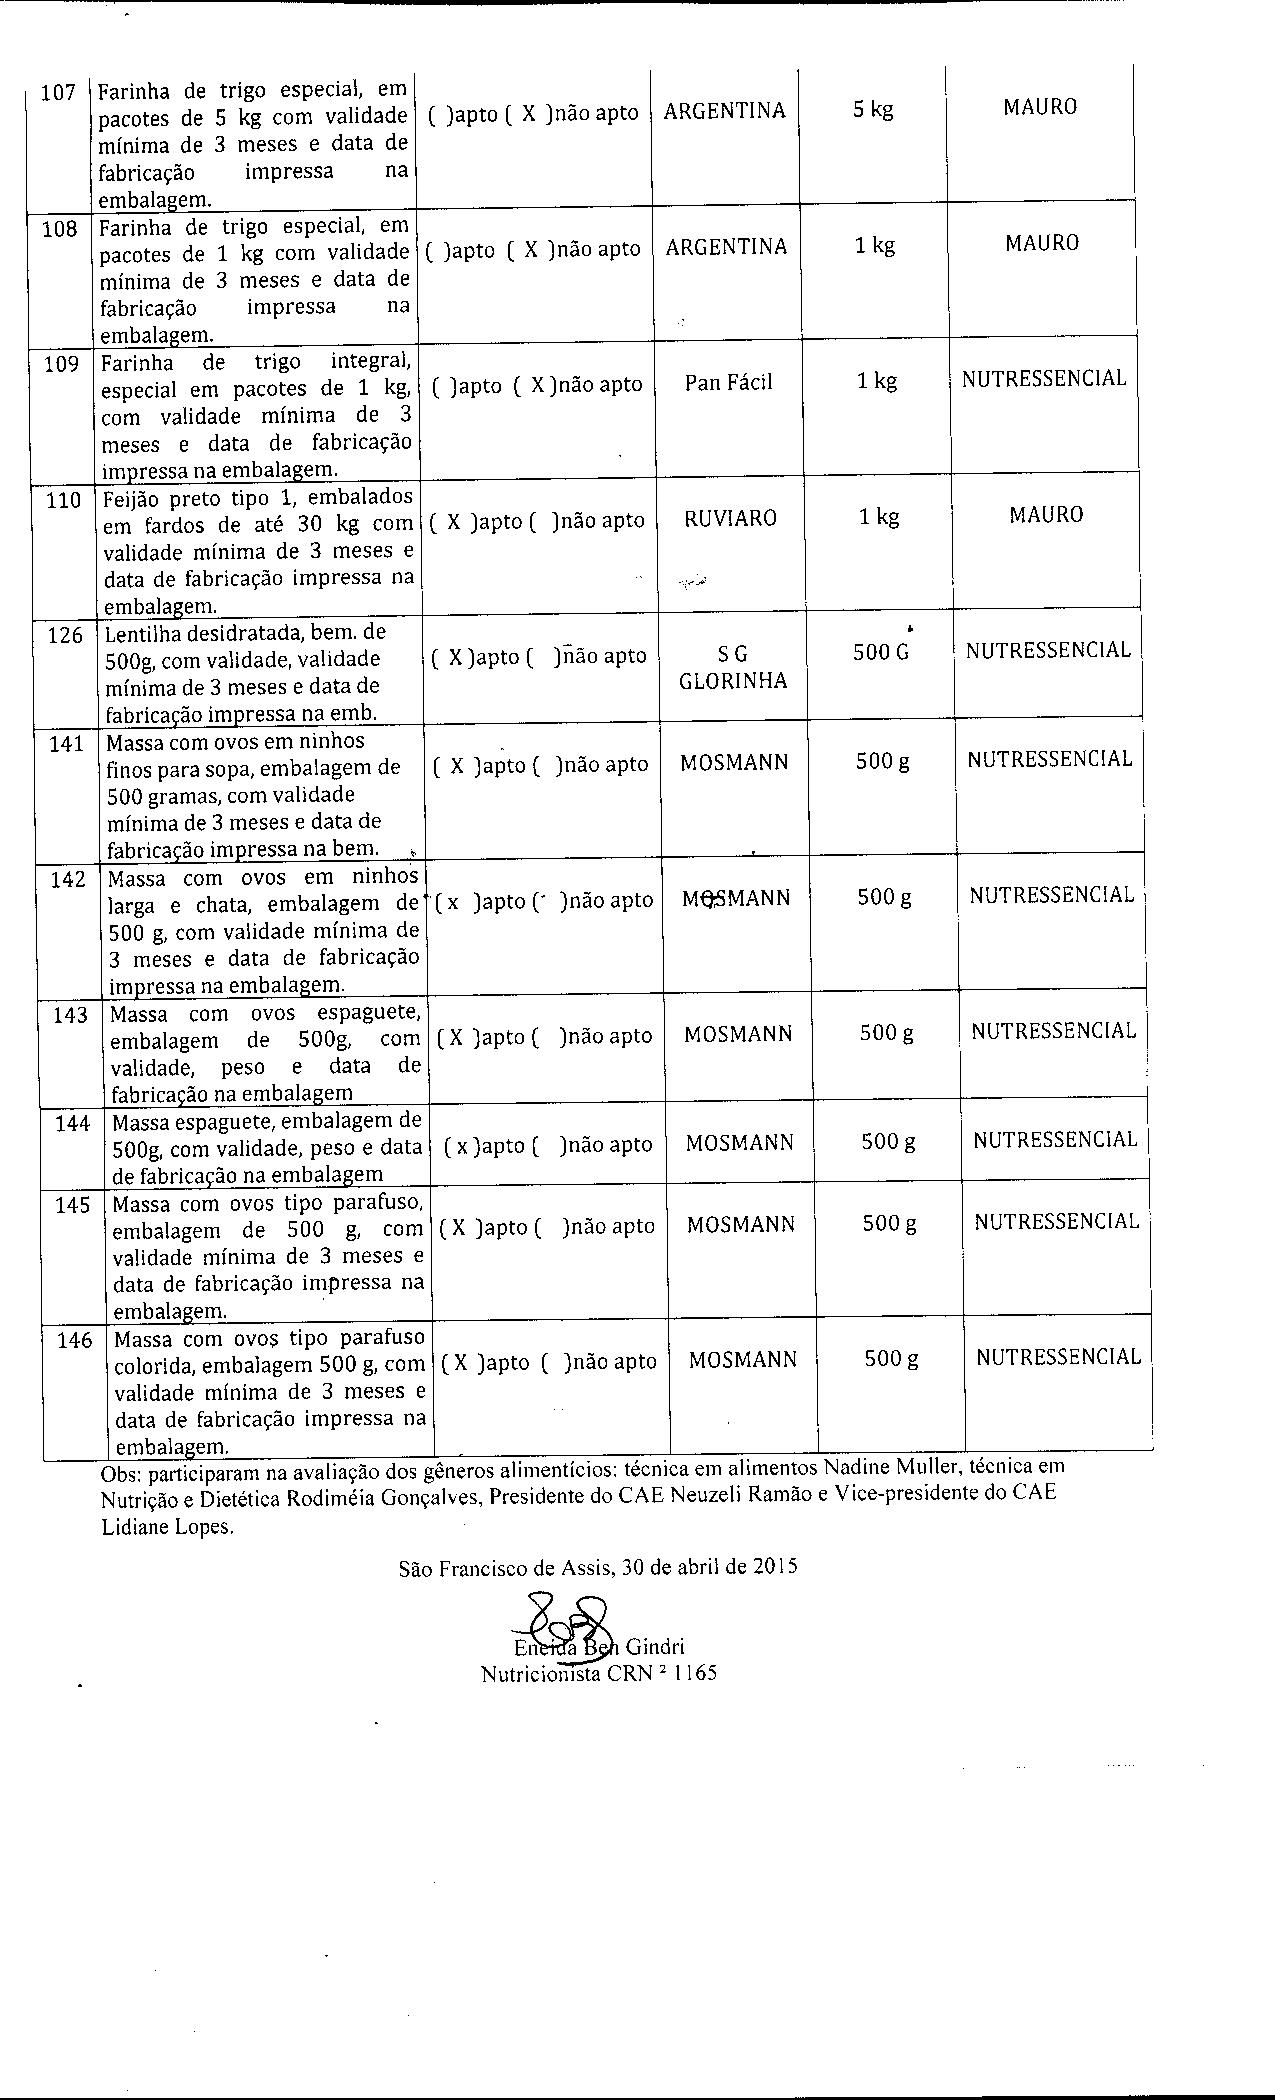 107 Farinha de trigo especial, em
pacotes de 5 kg com validade ( )apto ( X )não apto ARGENTINA 5 kg MAURO
mínima de 3 meses e data de
fabricação impressa na
embalagem.
108 Farinha de trigo especial, em
pacotes de 1 kg com validade ( )apto ( X )não apto ARGENTINA 1 kg MAURO
mínima de 3 meses e data de
fabricação impressa na
embalagem.
109 Farinha de trigo integral,
especial em pacotes de 1 kg, ( )apto ( X)não apto Pan Fácil 1 kg NUTRESSENCIAL
com validade mínima de 3
meses e data de fabricação
impressa na embalagem.
110 Feijão preto tipo 1, embalados
em fardos de até 30 kg com ( X )apto ( )não apto RUVIARO 1 kg MAURO
validade mínima de 3 meses e
data de fabricação impressa na
embalagem.
126 Lentilha desidratada, bem. de
500g, com validade, validade ( X)apto ( )não apto S G 500 G NUTRESSENCIAL
mínima de 3 meses e data de GLORINHA
fabricação impressa na emb.
141 Massa com ovos em ninhos
finos para sopa, embalagem de ( X )apto ( )não apto MOSMANN 500 g NUTRESSENCIAL
500 gramas, com validade
mínima de 3 meses e data de
fabricação impressa na bem.
142 Massa com ovos em ninhos
larga e chata, embalagem de ( x )apto ( )não apto MOSMANN 500 g NUTRESSENCIAL
500 g, com validade mínima de
3 meses e data de fabricação
impressa na embalagem.
143 Massa com ovos espaguete,
embalagem de 500g, com ( X )apto ( )não apto MOSMANN 500 g NUTRESSENCIAL
validade, peso e data de
fabricação na embalagem
144 Massa espaguete, embalagem de
500g, com validade, peso e data ( x )apto ( )não apto MOSMANN 500 g NUTRESSENCIAL
de fabricação na embalagem
145 Massa com ovos tipo parafuso,
embalagem de 500 g, com ( X )apto ( )não apto MOSMANN 500 g NUTRESSENCIAL
validade mínima de 3 meses e
data de fabricação impressa na
embalagem.
146 Massa com ovos tipo parafuso
colorida, embalagem 500 g, com ( X )apto ( )não apto MOSMANN 500 g NUTRESSENCIAL
validade mínima de 3 meses e
data de fabricação impressa na
embalagem.
Obs: participaram na avaliação dos gêneros alimentícios: técnica em alimentos Nadine Muller, técnica em
Nutrição e Dietética Rodiméia Gonçalves, Presidente do CAE Neuzeli Ramão e Vice-presidente do CAE
Lidiane Lopes.
São Francisco de Assis, 30 de abril de 2015
Eneida Ben Gindri
Nutricionista CRN ² 1165